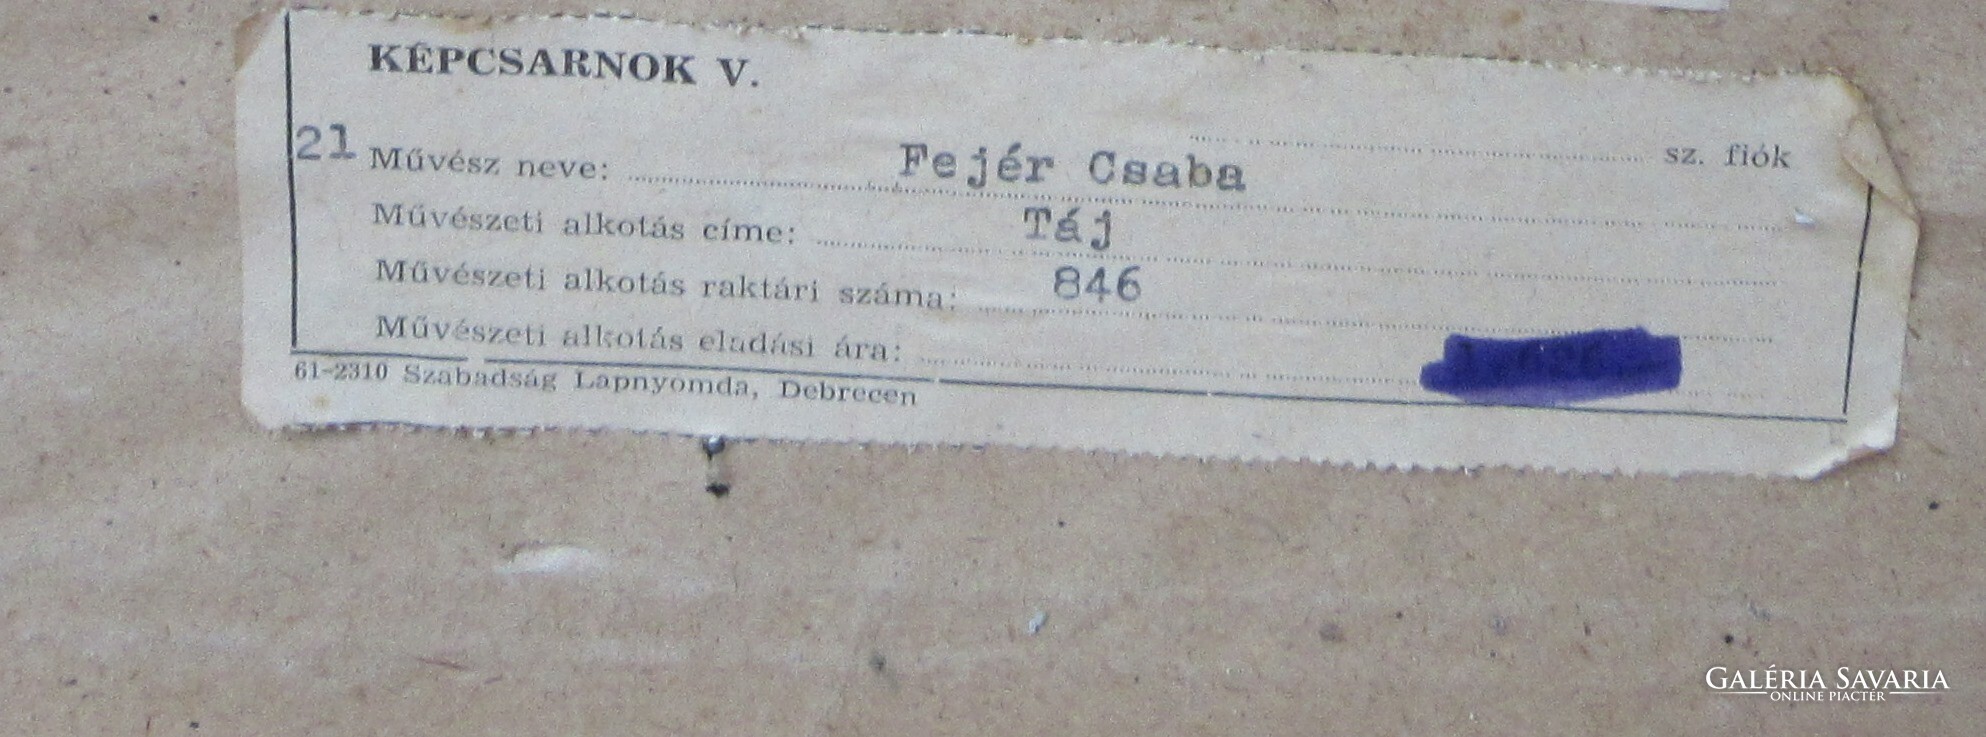 KÉPCSARNOK V.
sz. fiók
21 Művész neve: Fejér Csaba
Művészeti alkotás címe: Táj
Művészeti alkotás raktári száma: 846
Művészeti alkotás eladási ára:
61-2310 Szabadság Lapnyomda, Debrecen
GALÉRIA SAVARIA
ONLINE PIACTÉR